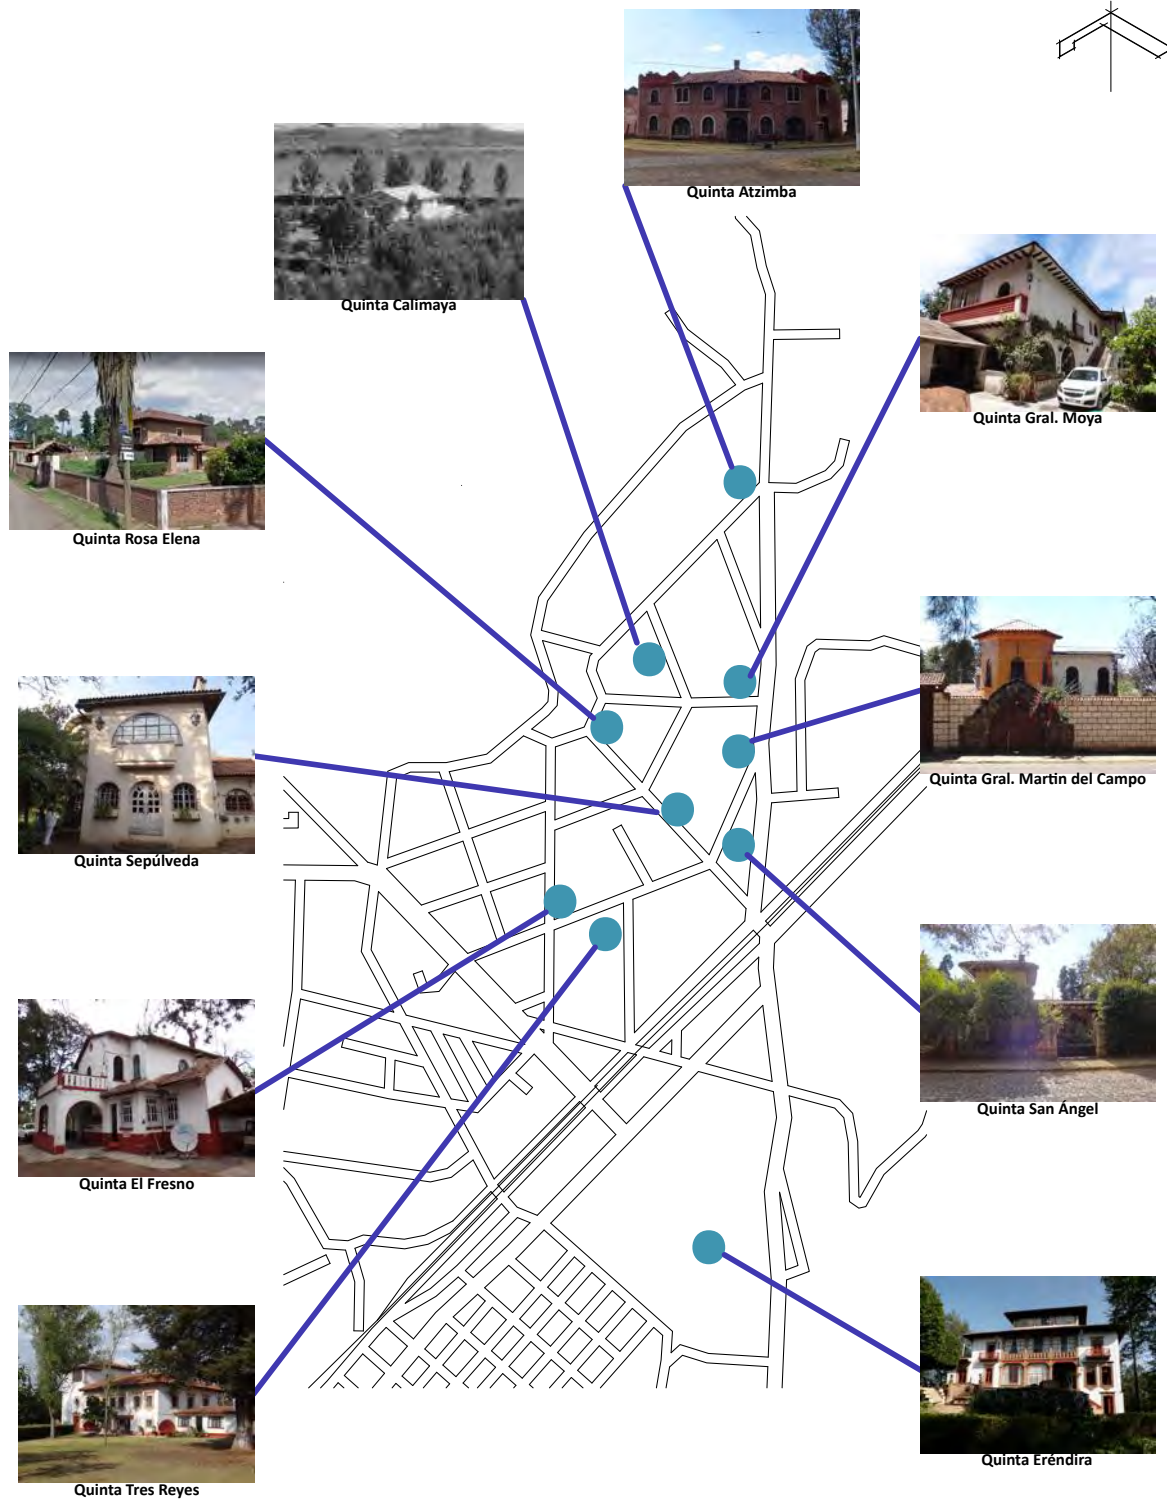 Quinta Atzimba
Quinta Calimaya
Quinta Gral. Moya
Quinta Rosa Elena
Quinta Gral. Martin del Campo
Quinta Sepúlveda
Quinta San Ángel
Quinta El Fresno
Quinta Eréndira
Quinta Tres Reyes